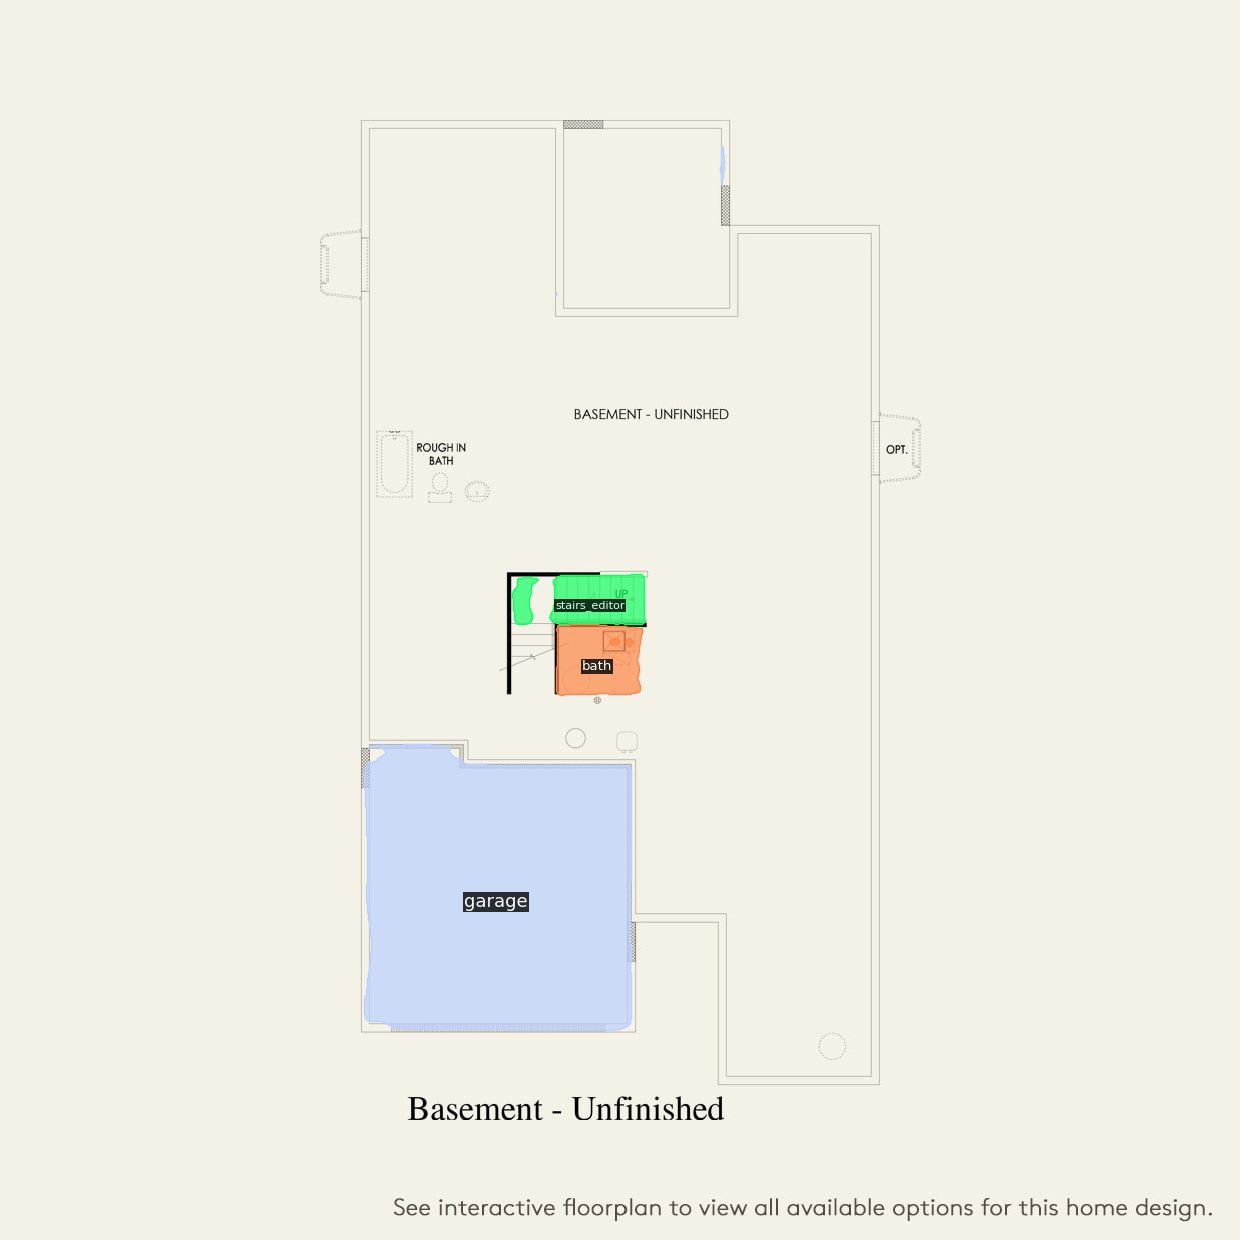 BASEMENT - UNFINISHED
ROUGH IN
BATH
OPT.
UP
stairs_editor
bath
garage
Basement - Unfinished
See interactive floorplan to view all available options for this home design.